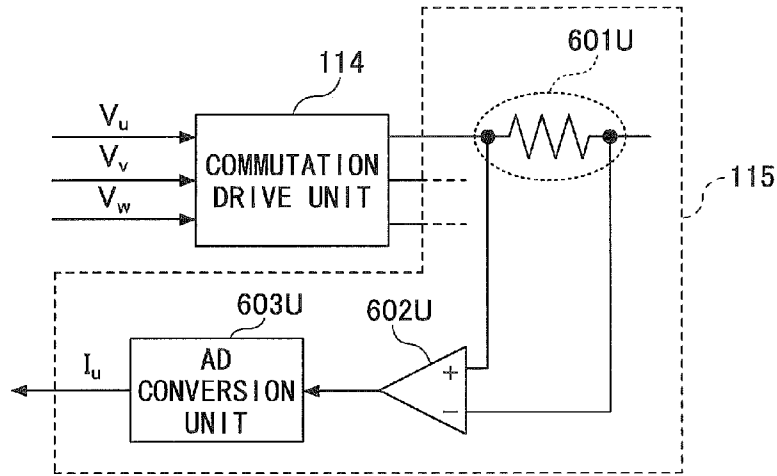 601U
114
Vu
Vv
Vw
COMMUTATION
DRIVE UNIT
115
603U
602U
Iu
AD
CONVERSION
UNIT
+
−